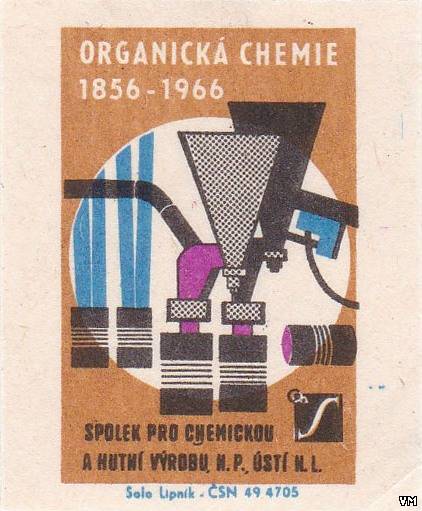 ORGANICKÁ CHEMIE
1856-1966
SPOLEK PRO CHEMICKOU
A HUTNÍ VÝROBU, N.P., ÚSTÍ N.L.
Solo Lipník - ČSN 49 4705
VM